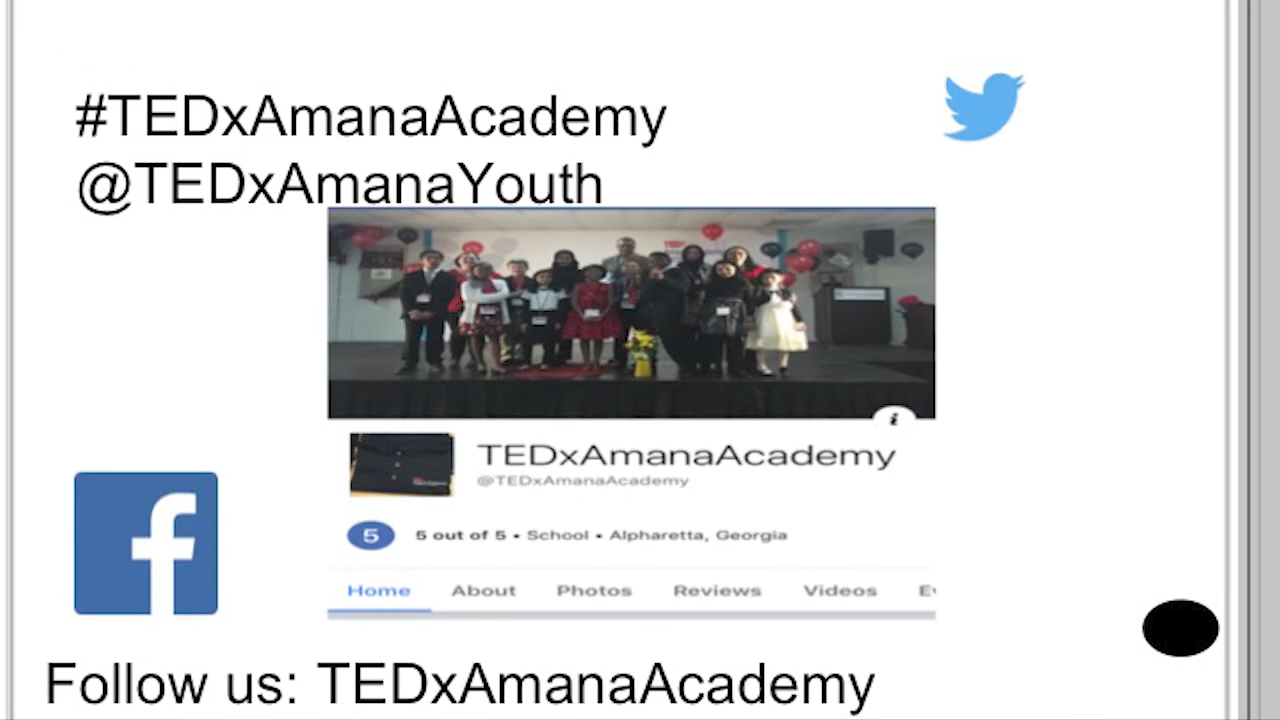 #TEDxAmanaAcademy
@TEDxAmanaYouth
i
TEDxAmanaAcademy
@TEDxAmanaAcademy
5 5 out of 5 • School • Alpharetta, Georgia
Home About Photos Reviews Videos
Follow us: TEDxAmanaAcademy